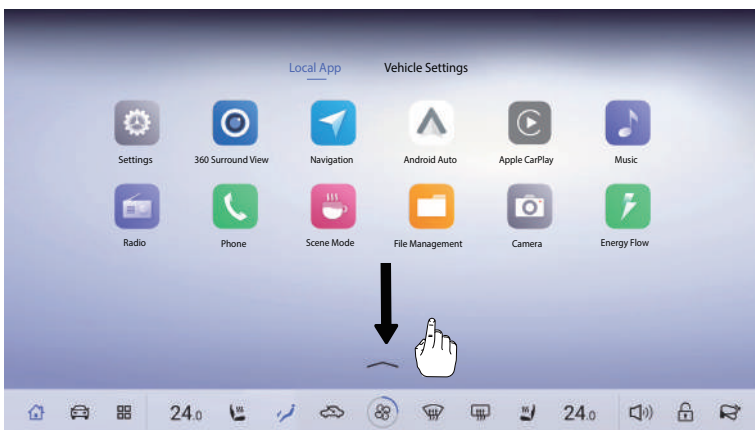 Local App Vehicle Settings
Settings 360 Surround View Navigation Android Auto Apple CarPlay Music
Radio Phone Scene Mode File Management Camera Energy Flow
24.0 24.0